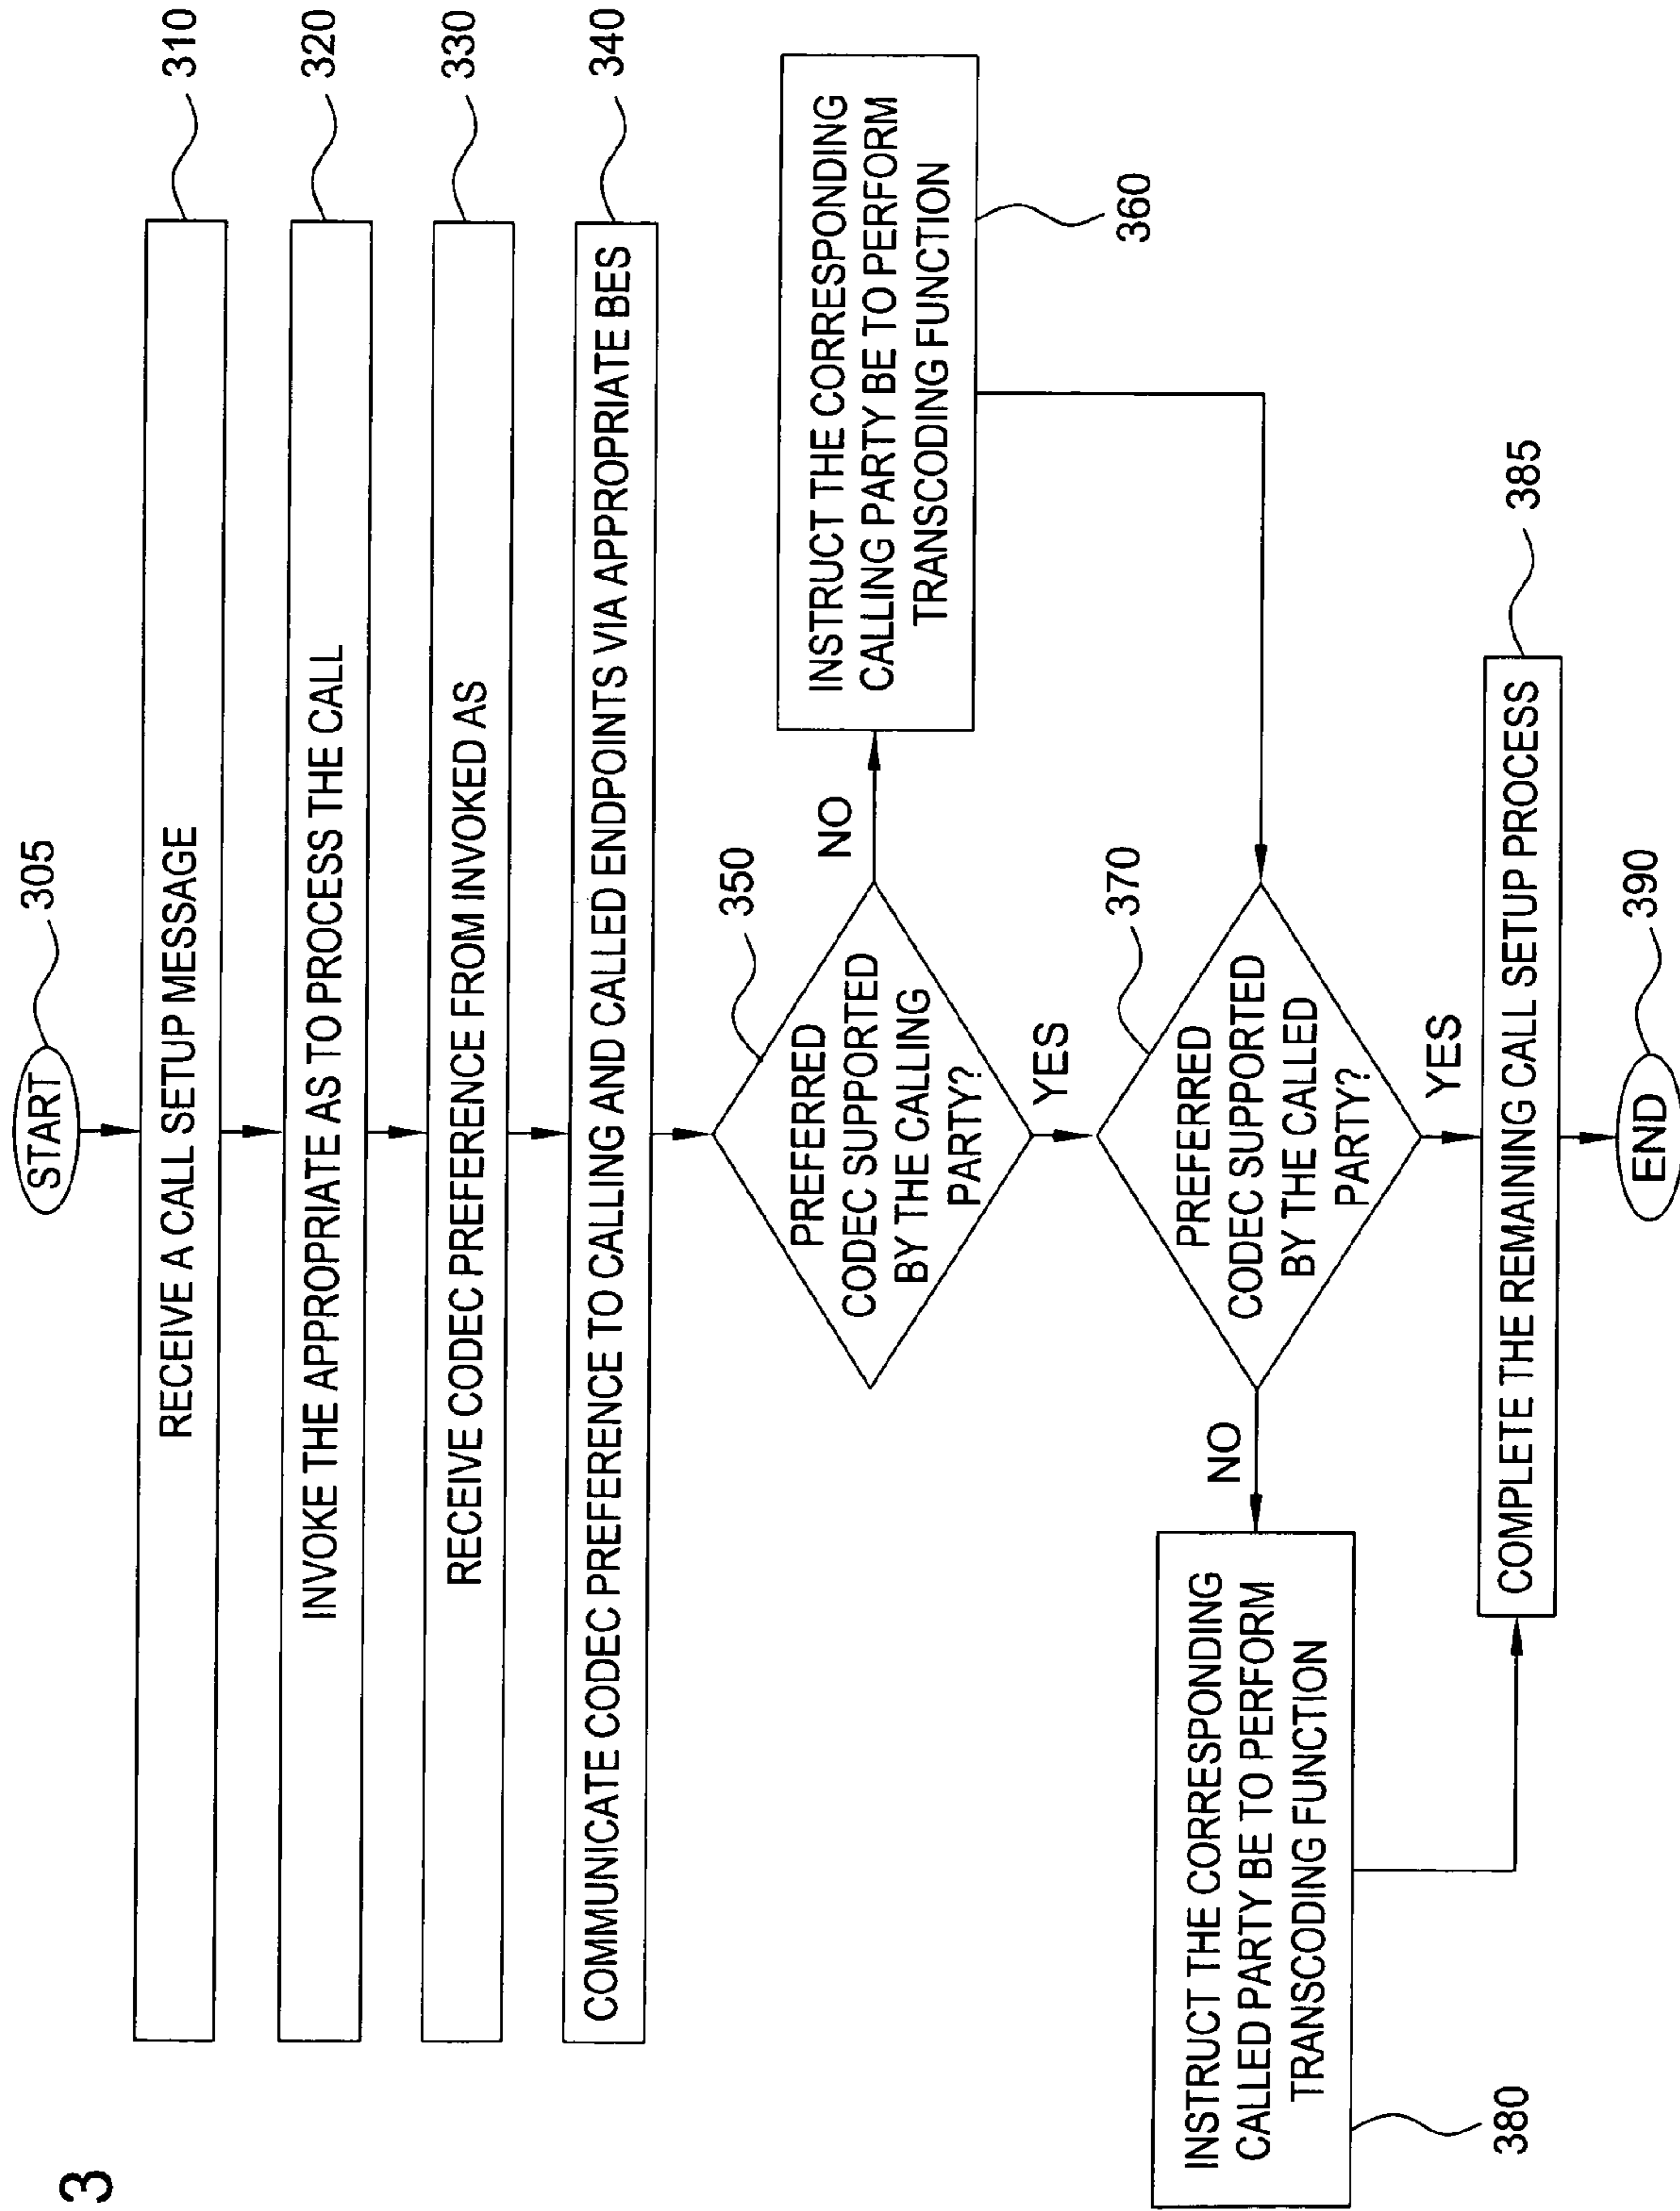 3
START
305
RECEIVE A CALL SETUP MESSAGE
310
INVOKE THE APPROPRIATE AS TO PROCESS THE CALL
320
RECEIVE CODEC PREFERENCE FROM INVOKED AS
330
COMMUNICATE CODEC PREFERENCE TO CALLING AND CALLED ENDPOINTS VIA APPROPRIATE BES
340
PREFERRED
CODEC SUPPORTED
BY THE CALLING
PARTY?
350
NO
INSTRUCT THE CORRESPONDING
CALLING PARTY BE TO PERFORM
TRANSCODING FUNCTION
360
YES
PREFERRED
CODEC SUPPORTED
BY THE CALLED
PARTY?
370
NO
INSTRUCT THE CORRESPONDING
CALLED PARTY BE TO PERFORM
TRANSCODING FUNCTION
380
YES
COMPLETE THE REMAINING CALL SETUP PROCESS
385
END
390